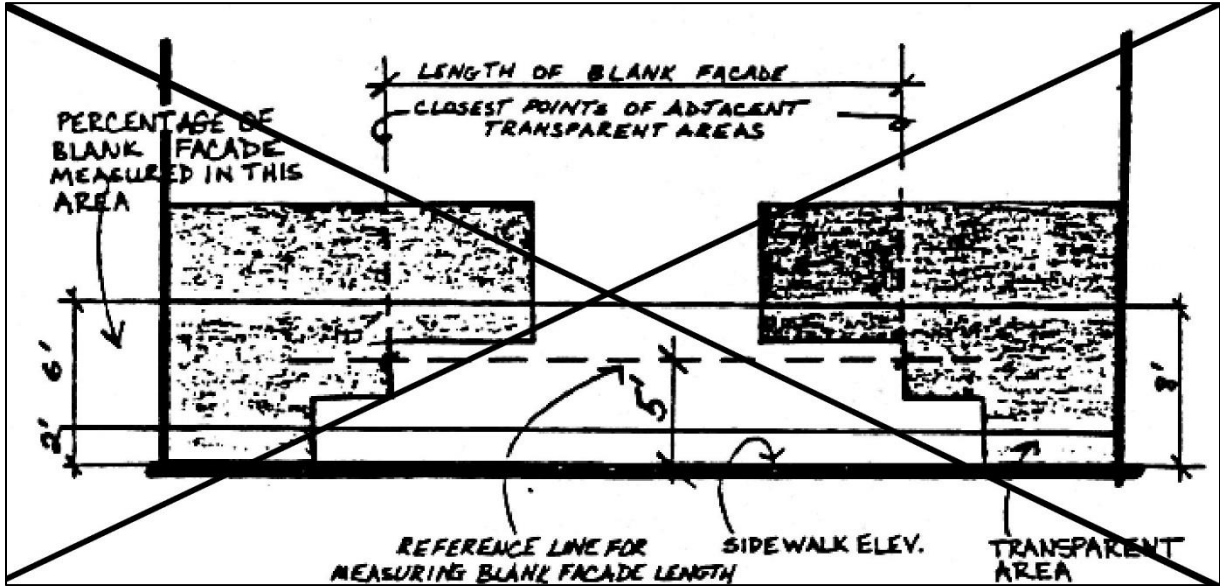 LENGTH OF BLANK FACADE
CLOSEST POINTS OF ADJACENT
TRANSPARENT AREAS
PERCENTAGE OF
BLANK FACADE
MEASURED IN THIS
AREA
6'
2'
5'
8'
REFERENCE LINE FOR
MEASURING BLANK FACADE LENGTH
SIDEWALK ELEV.
TRANSPARENT
AREA